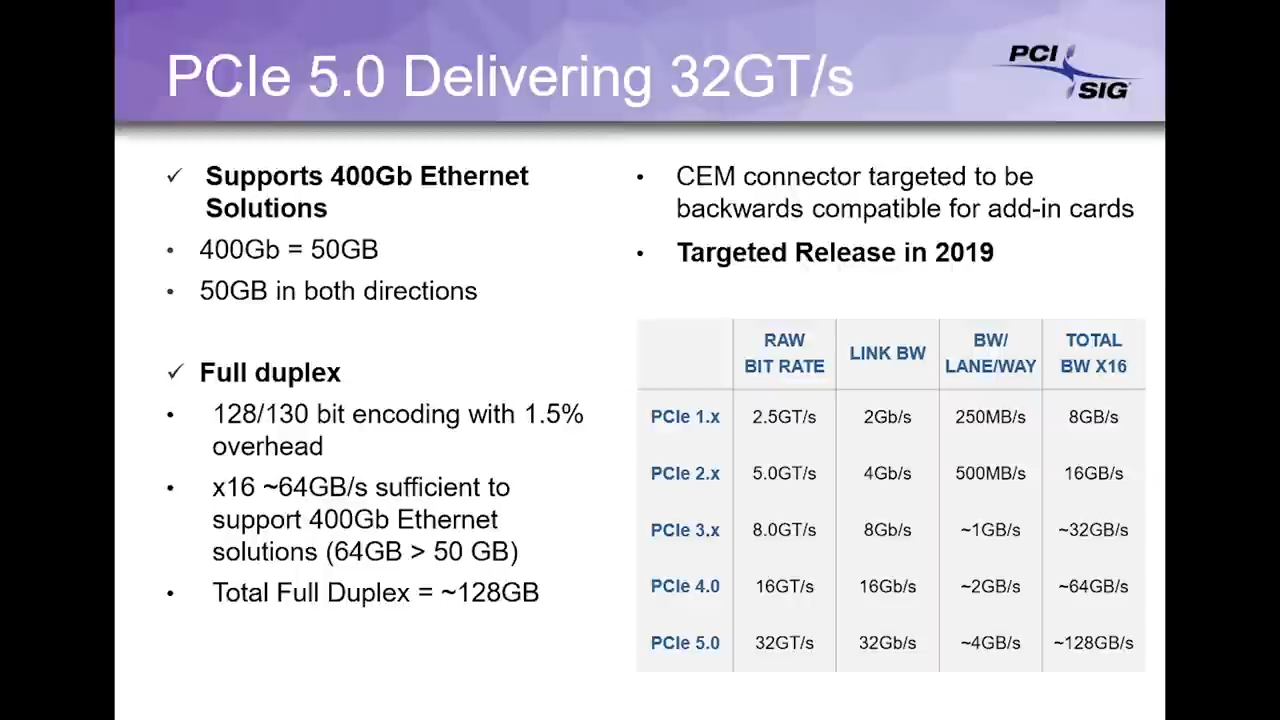 PCIe 5.0 Delivering 32GT/s
PCI
SIG
✓ Supports 400Gb Ethernet
Solutions
• 400Gb = 50GB
• 50GB in both directions
✓ Full duplex
• 128/130 bit encoding with 1.5%
overhead
• x16 ~64GB/s sufficient to
support 400Gb Ethernet
solutions (64GB > 50 GB)
• Total Full Duplex = ~128GB
• CEM connector targeted to be
backwards compatible for add-in cards
• Targeted Release in 2019
RAW BIT RATE LINK BW BW/ LANE/WAY TOTAL BW X16
PCIe 1.x 2.5GT/s 2Gb/s 250MB/s 8GB/s
PCIe 2.x 5.0GT/s 4Gb/s 500MB/s 16GB/s
PCIe 3.x 8.0GT/s 8Gb/s ~1GB/s ~32GB/s
PCIe 4.0 16GT/s 16Gb/s ~2GB/s ~64GB/s
PCIe 5.0 32GT/s 32Gb/s ~4GB/s ~128GB/s